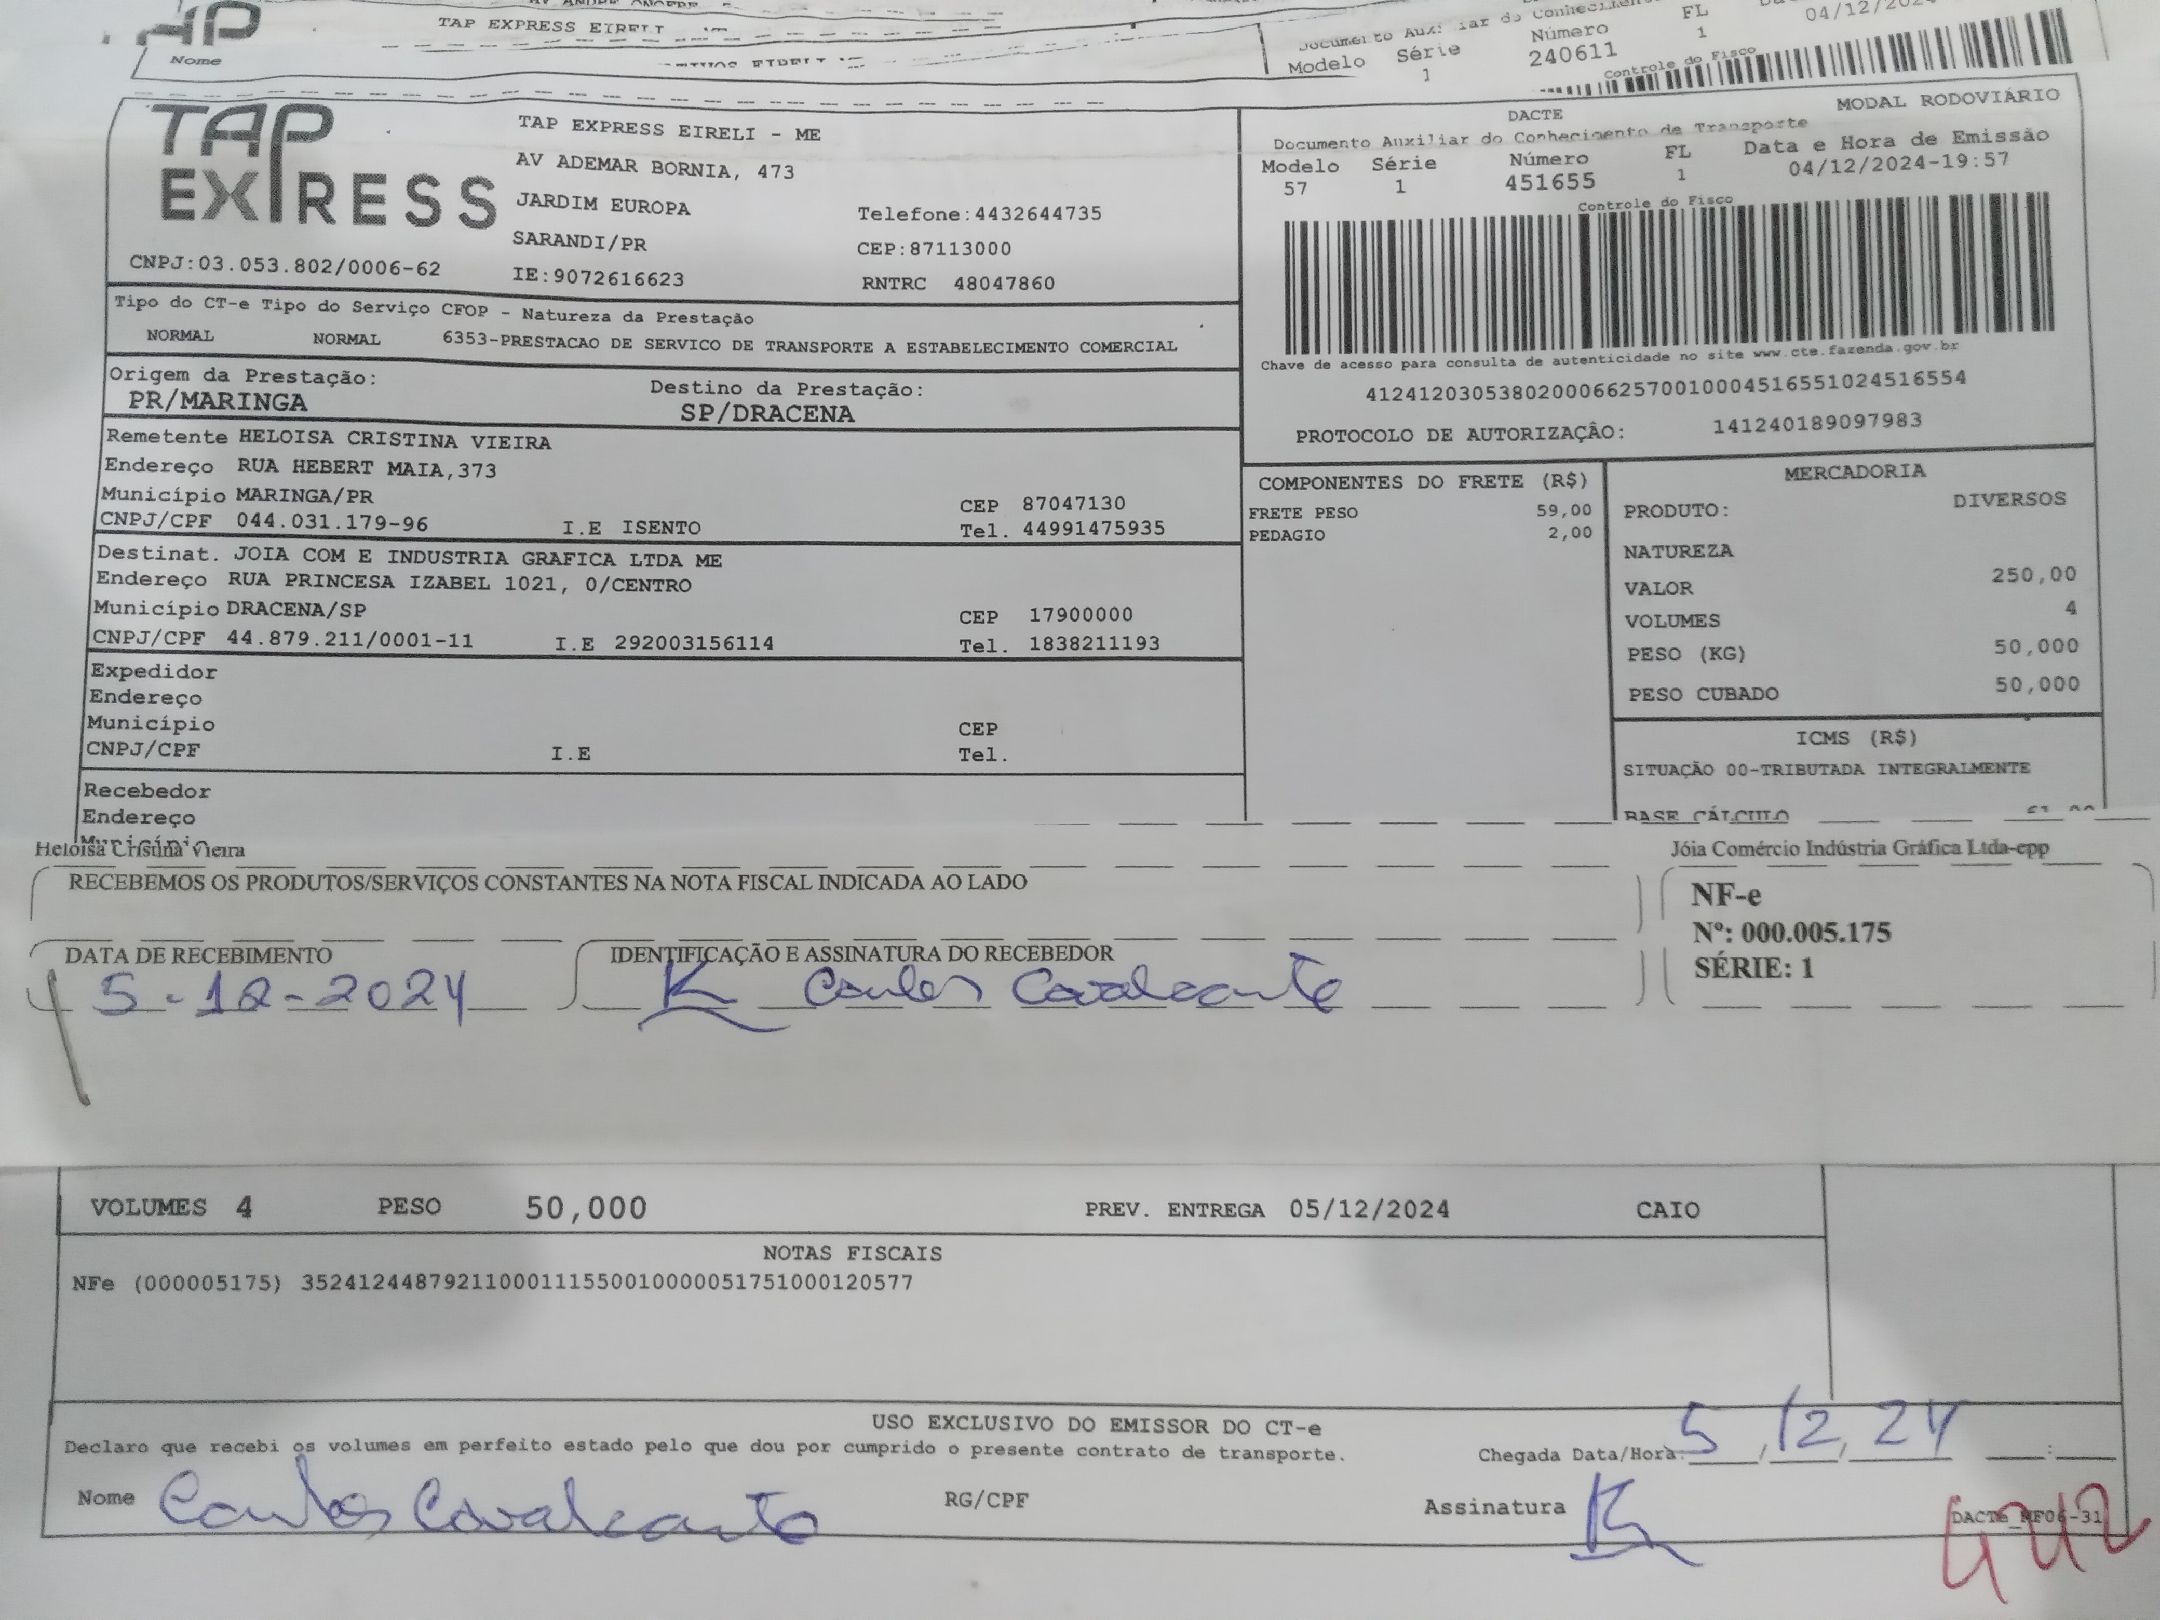 AP
Nome
TAP EXPRESS EIRELI
Documento Auxiliar do Conhecimento
Modelo Série Número FL
1 240611 1
04/12/202
Controle do Fisco
TAP EXPRESS
CNPJ:03.053.802/0006-62
TAP EXPRESS EIRELI - ME
AV ADEMAR BORNIA, 473
JARDIM EUROPA
SARANDI/PR
IE:9072616623
Telefone:4432644735
CEP:87113000
RNTRC 48047860
DACTE MODAL RODOVIÁRIO
Documento Auxiliar do Conhecimento de Transporte
Modelo Série Número FL Data e Hora de Emissão
57 1 451655 1 04/12/2024-19:57
Controle do Fisco
Chave de acesso para consulta de autenticidade no site www.cte.fazenda.gov.br
41241203053802000662570010004516551024516554
PROTOCOLO DE AUTORIZAÇÃO: 141240189097983
Tipo do CT-e Tipo do Serviço CFOP - Natureza da Prestação
NORMAL NORMAL 6353-PRESTACAO DE SERVICO DE TRANSPORTE A ESTABELECIMENTO COMERCIAL
Origem da Prestação: Destino da Prestação:
PR/MARINGA SP/DRACENA
Remetente HELOISA CRISTINA VIEIRA
Endereço RUA HEBERT MAIA,373
Município MARINGA/PR CEP 87047130
CNPJ/CPF 044.031.179-96 I.E ISENTO Tel. 44991475935
Destinat. JOIA COM E INDUSTRIA GRAFICA LTDA ME
Endereço RUA PRINCESA IZABEL 1021, 0/CENTRO
Município DRACENA/SP CEP 17900000
CNPJ/CPF 44.879.211/0001-11 I.E 292003156114 Tel. 1838211193
Expedidor
Endereço
Município CEP
CNPJ/CPF I.E Tel.
Recebedor
Endereço
COMPONENTES DO FRETE (R$)
FRETE PESO 59,00
PEDAGIO 2,00
MERCADORIA
PRODUTO: DIVERSOS
NATUREZA
VALOR 250,00
VOLUMES 4
PESO (KG) 50,000
PESO CUBADO 50,000
ICMS (R$)
SITUAÇÃO 00-TRIBUTADA INTEGRALMENTE
BASE CÁLCULO
Heloisa Cristina Vieira Jóia Comércio Indústria Gráfica Ltda-epp
RECEBEMOS OS PRODUTOS/SERVIÇOS CONSTANTES NA NOTA FISCAL INDICADA AO LADO
DATA DE RECEBIMENTO IDENTIFICAÇÃO E ASSINATURA DO RECEBEDOR
5-12-2024 Carlos Cavalcante
NF-e
Nº: 000.005.175
SÉRIE: 1
VOLUMES 4 PESO 50,000 PREV. ENTREGA 05/12/2024 CAIO
NOTAS FISCAIS
NFe (000005175) 35241244879211000111550010000051751000120577
USO EXCLUSIVO DO EMISSOR DO CT-e
Declaro que recebi os volumes em perfeito estado pelo que dou por cumprido o presente contrato de transporte. Chegada Data/Hora: 5/12/24 :
Nome Carlos Cavalcante RG/CPF Assinatura
DACTe_RF06-31